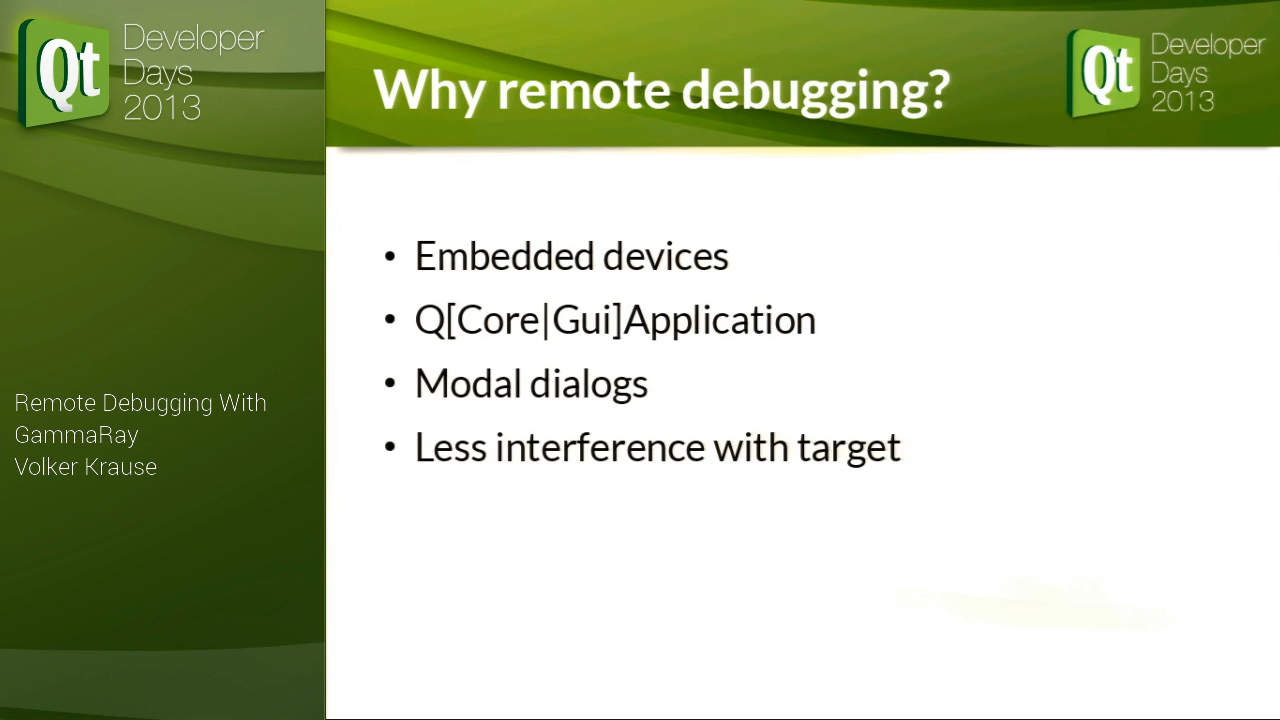 Qt
Developer
Days
2013
Remote Debugging With
GammaRay
Volker Krause
Why remote debugging?
Qt
Developer
Days
2013
• Embedded devices
• Q[Core|Gui]Application
• Modal dialogs
• Less interference with target